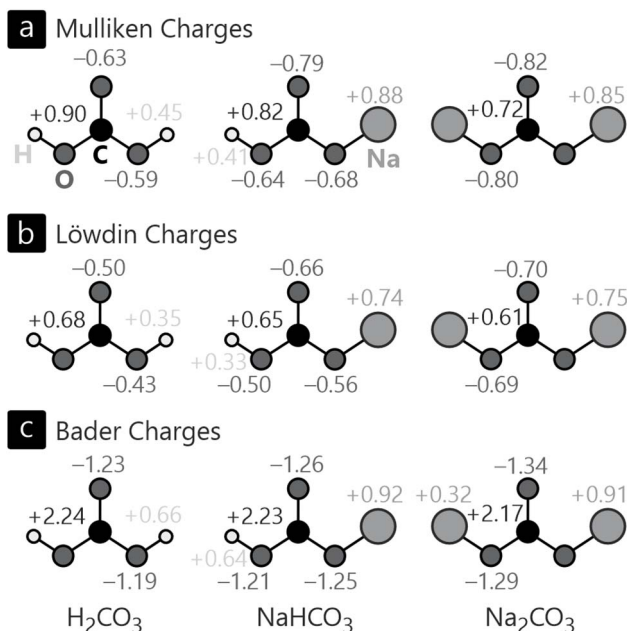 a Mulliken Charges
−0.63 −0.79 −0.82
+0.90 +0.45 +0.82 +0.88 +0.72 +0.85
H O C −0.59 +0.41 −0.64 −0.68 Na −0.80
b Löwdin Charges
−0.50 −0.66 −0.70
+0.68 +0.35 +0.65 +0.74 +0.61 +0.75
−0.43 +0.33 −0.50 −0.56 −0.69
c Bader Charges
−1.23 −1.26 −1.34
+2.24 +0.66 +2.23 +0.92 +0.32 +2.17 +0.91
−1.19 +0.64 −1.21 −1.25 −1.29
H₂CO₃ NaHCO₃ Na₂CO₃